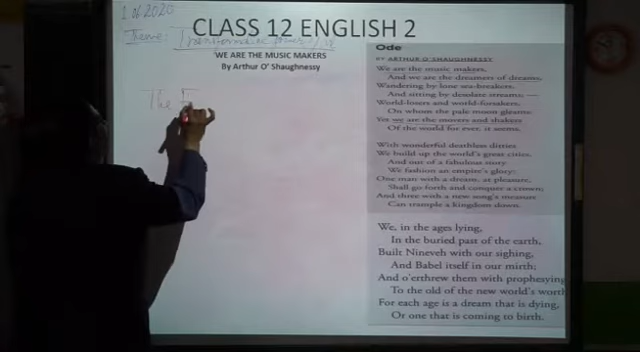 1 of 2020
CLASS 12 ENGLISH 2
Theme: Transformative
WE ARE THE MUSIC MAKERS
By Arthur O' Shaughnessy
The
Ode
BY ARTHUR O'SHAUGHNESSY
We are the music makers,
And we are the dreamers of dreams,
Wandering by lone sea-breakers,
And sitting by desolate streams; —
World-losers and world-forsakers,
On whom the pale moon gleams:
Yet we are the movers and shakers
Of the world for ever, it seems.
With wonderful deathless ditties
We build up the world's great cities,
And out of a fabulous story
We fashion an empire's glory:
One man with a dream, at pleasure,
Shall go forth and conquer a crown;
And three with a new song's measure
Can trample a kingdom down.
We, in the ages lying,
In the buried past of the earth,
Built Nineveh with our sighing,
And Babel itself in our mirth;
And o'erthrew them with prophesying
To the old of the new world's worth
For each age is a dream that is dying,
Or one that is coming to birth.